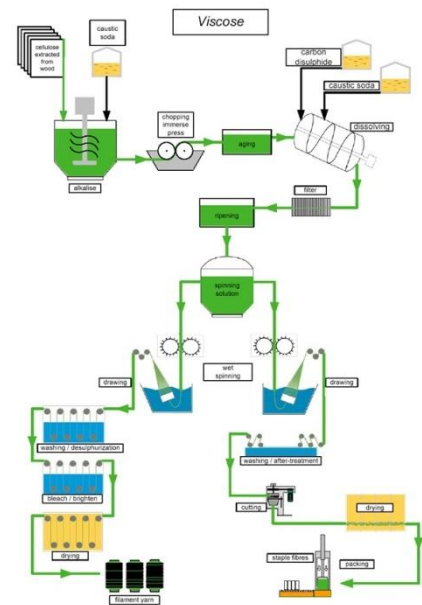 Viscose
cellulose
extracted
from
wood
caustic
soda
carbon
disulphide
caustic soda
chopping
immerse
press
aging
dissolving
alkalise
filter
ripening
spinning
solution
wet
spinning
drawing
drawing
washing / desulphurization
washing / after-treatment
bleach / brighten
cutting
drying
drying
staple fibres
packing
filament yarn